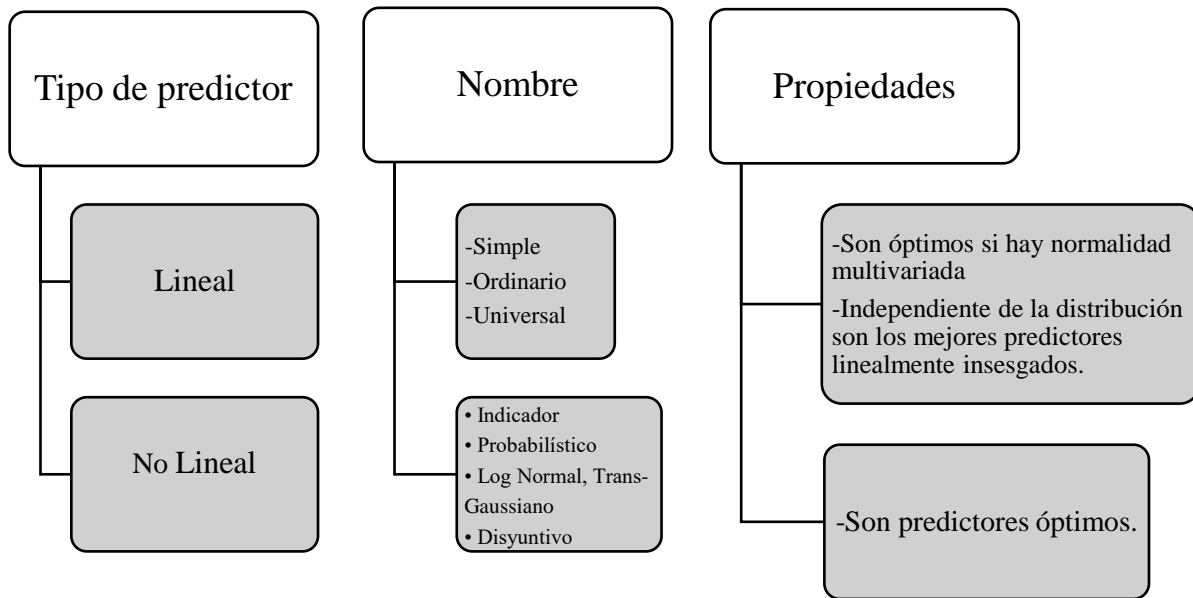 Tipo de predictor
Lineal
No Lineal
Nombre
-Simple
-Ordinario
-Universal
• Indicador
• Probabilístico
• Log Normal, Trans-
Gaussiano
• Disyuntivo
Propiedades
-Son óptimos si hay normalidad
multivariada
-Independiente de la distribución
son los mejores predictores
linealmente insesgados.
-Son predictores óptimos.